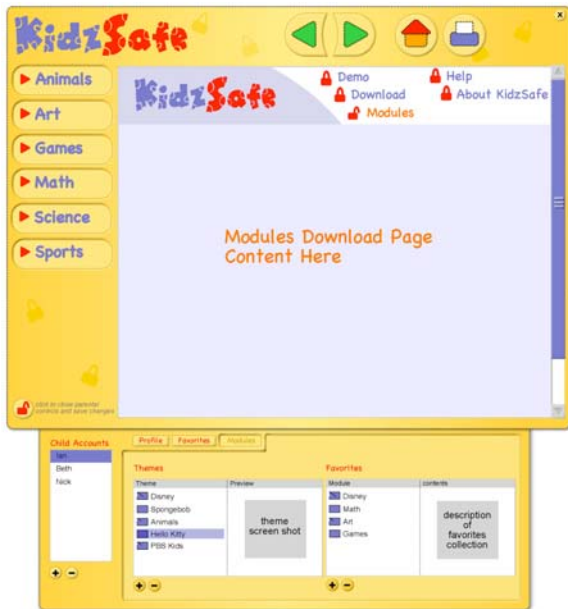 KidzSafe
x
Animals
Art
Games
Math
Science
Sports
KidzSafe
Demo
Help
Download
About KidzSafe
Modules
Modules Download Page
Content Here
click to close parental
controls and save changes
Child Accounts
Ian
Beth
Nick
Profile
Favorites
Modules
Themes
Theme
Preview
Disney
Spongebob
Animals
Hello Kitty
PBB Kids
theme
screen shot
Favorites
Module
contents
Disney
Math
Art
Games
description
of
favorites
collection